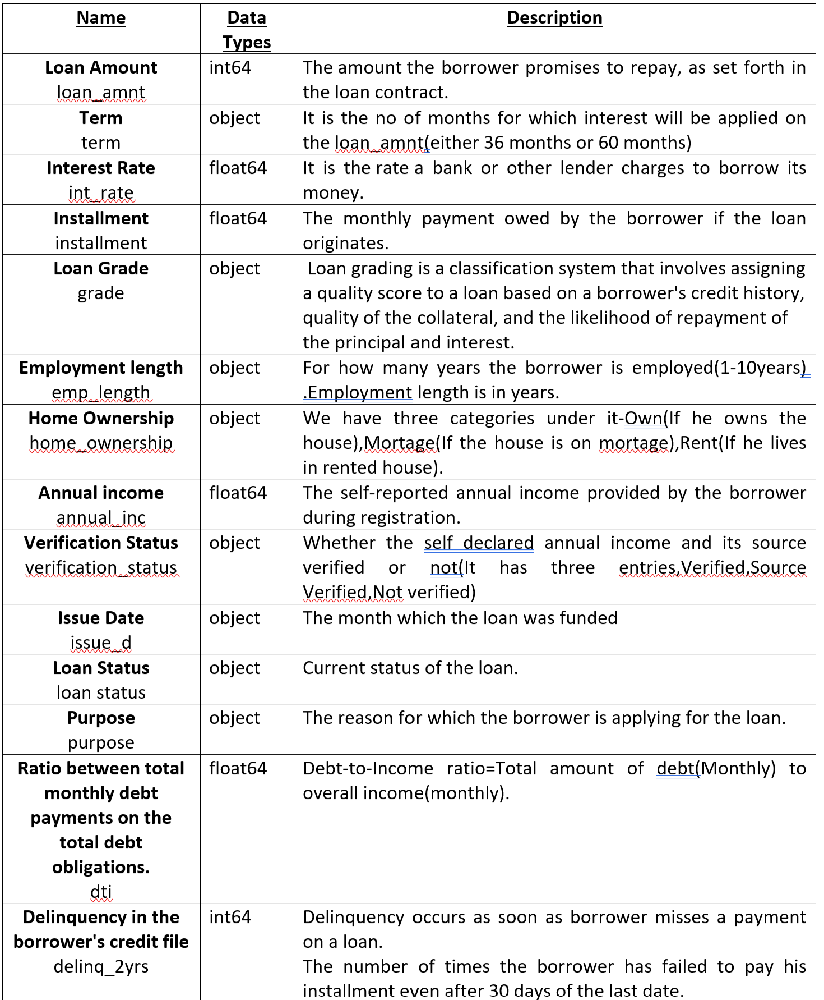 Name
Data
Types
Description
Loan Amount
loan_amnt
int64
The amount the borrower promises to repay, as set forth in
the loan contract.
Term
term
object
It is the no of months for which interest will be applied on
the loan_amnt(either 36 months or 60 months)
Interest Rate
int_rate
float64
It is the rate a bank or other lender charges to borrow its
money.
Installment
installment
float64
The monthly payment owed by the borrower if the loan
originates.
Loan Grade
grade
object
Loan grading is a classification system that involves assigning
a quality score to a loan based on a borrower's credit history,
quality of the collateral, and the likelihood of repayment of
the principal and interest.
Employment length
emp_length
object
For how many years the borrower is employed(1-10years)
.Employment length is in years.
Home Ownership
home_ownership
object
We have three categories under it-Own(If he owns the
house),Mortage(If the house is on mortage),Rent(If he lives
in rented house).
Annual income
annual_inc
float64
The self-reported annual income provided by the borrower
during registration.
Verification Status
verification_status
object
Whether the self declared annual income and its source
verified or not(It has three entries,Verified,Source
Verified,Not verified)
Issue Date
issue_d
object
The month which the loan was funded
Loan Status
loan status
object
Current status of the loan.
Purpose
purpose
object
The reason for which the borrower is applying for the loan.
Ratio between total
monthly debt
payments on the
total debt
obligations.
dti
float64
Debt-to-Income ratio=Total amount of debt(Monthly) to
overall income(monthly).
Delinquency in the
borrower's credit file
delinq_2yrs
int64
Delinquency occurs as soon as borrower misses a payment
on a loan.
The number of times the borrower has failed to pay his
installment even after 30 days of the last date.